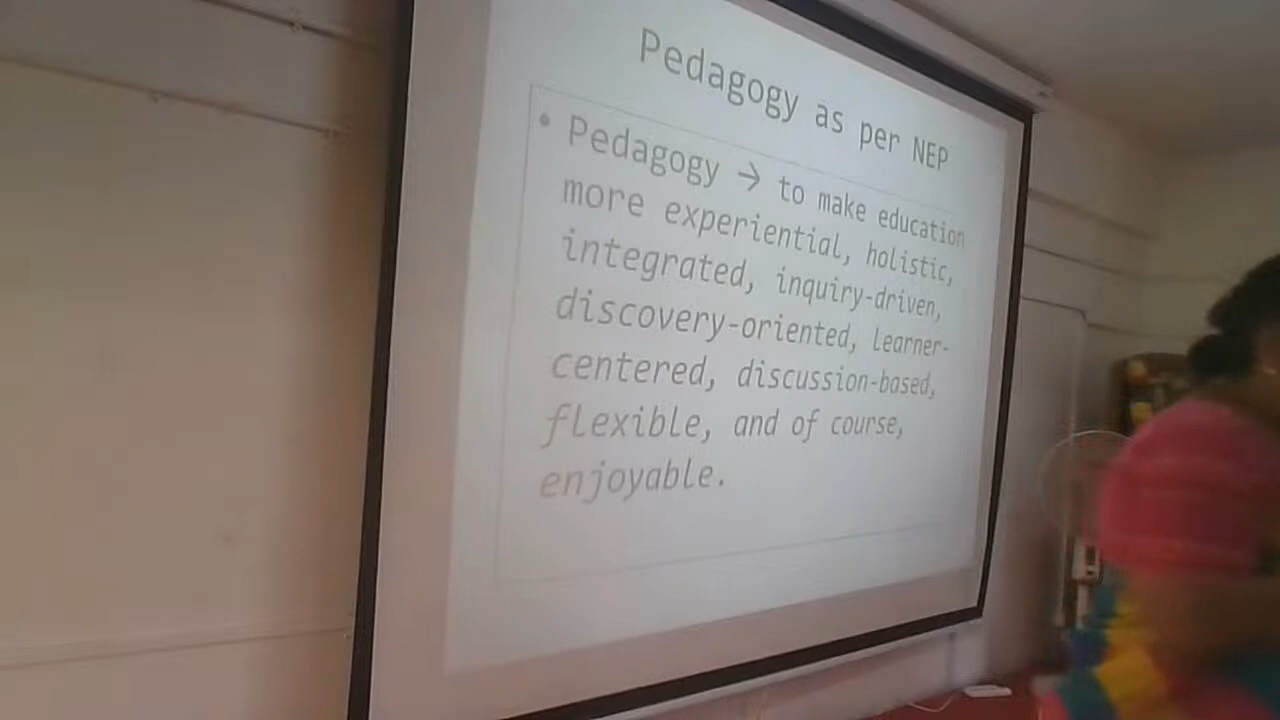 Pedagogy as per NEP
• Pedagogy → to make education
more experiential, holistic,
integrated, inquiry-driven,
discovery-oriented, learner-
centered, discussion-based,
flexible, and of course,
enjoyable.